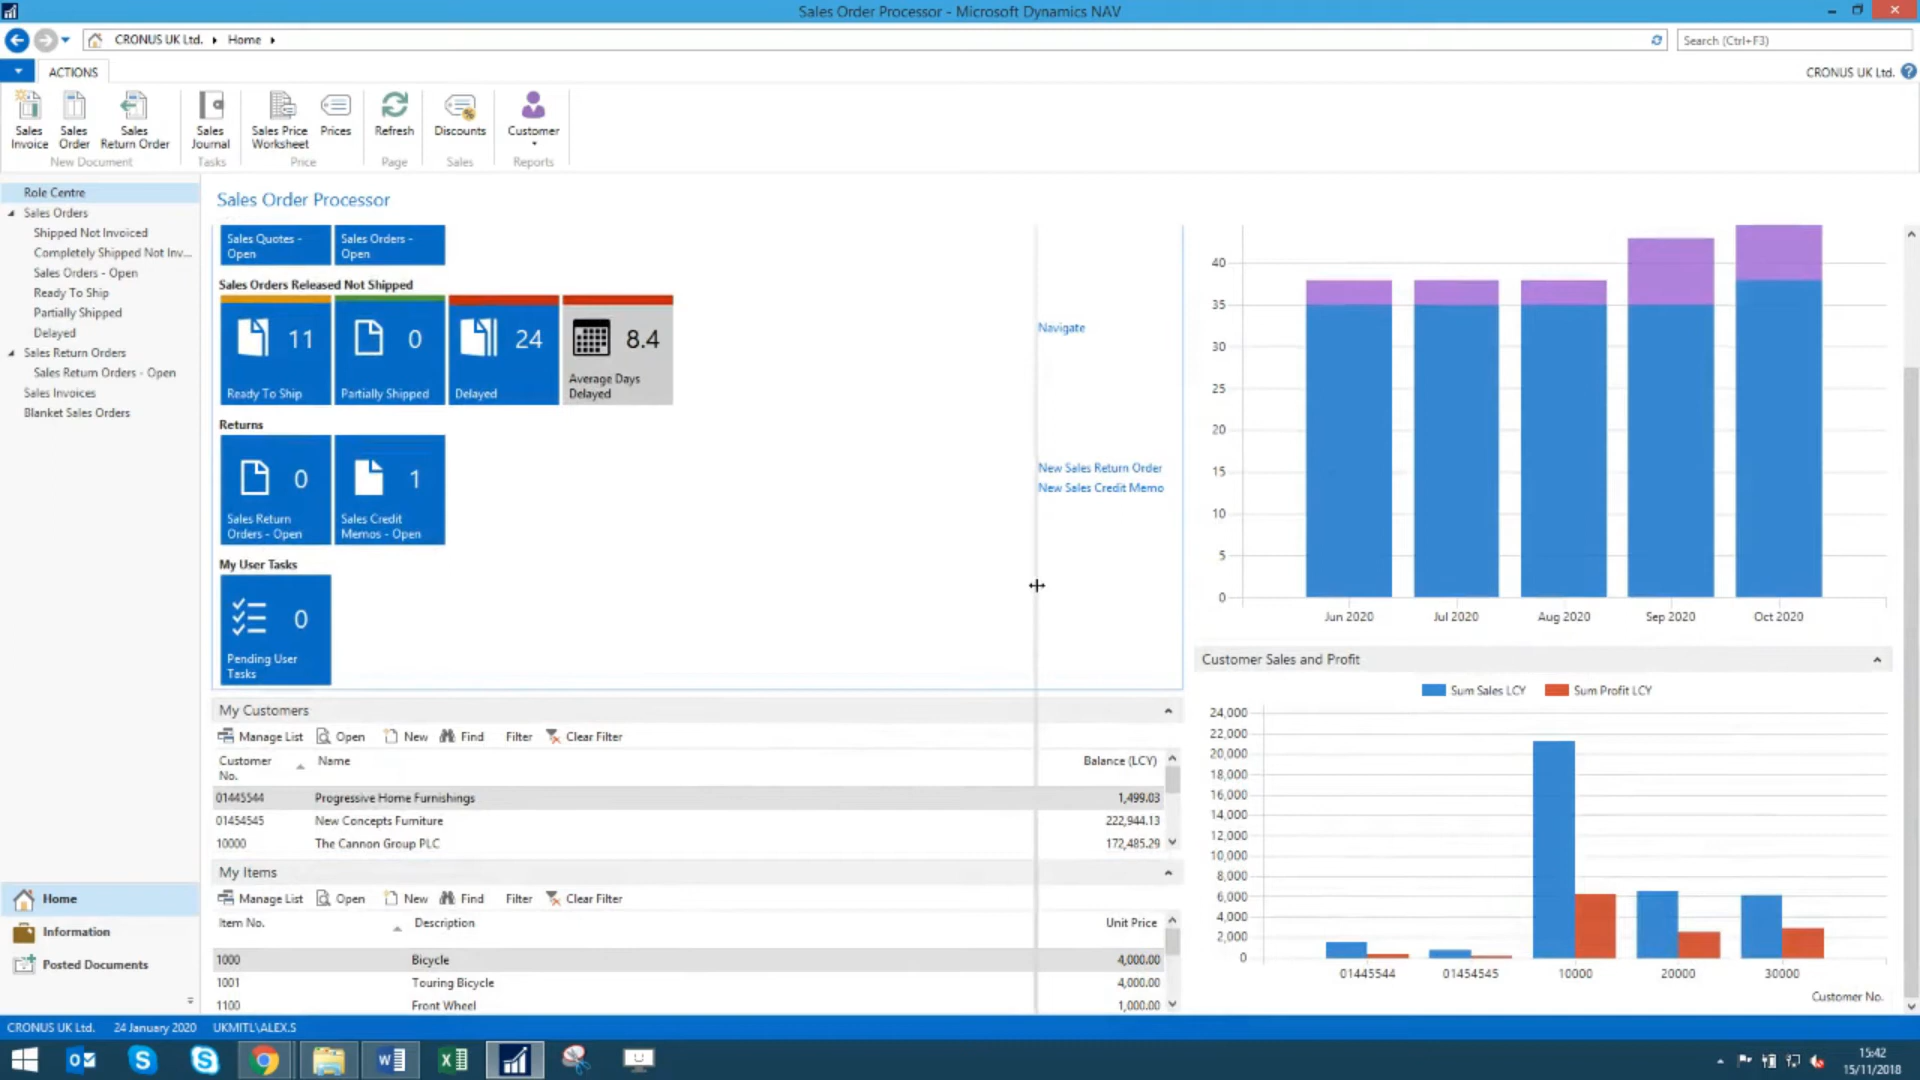 Sales Order Processor - Microsoft Dynamics NAV
CRONUS UK Ltd. Home
Search (Ctrl+F3)
ACTIONS
CRONUS UK Ltd.
Sales Invoice
Sales Order
Sales Return Order
New Document
Sales Journal
Tasks
Sales Price Worksheet
Prices
Price
Refresh
Page
Discounts
Sales
Customer
Reports
Role Centre
Sales Orders
Shipped Not Invoiced
Completely Shipped Not Inv...
Sales Orders - Open
Ready To Ship
Partially Shipped
Delayed
Sales Return Orders
Sales Return Orders - Open
Sales Invoices
Blanket Sales Orders
Home
Information
Posted Documents
Sales Order Processor
Sales Quotes - Open
Sales Orders - Open
Sales Orders Released Not Shipped
11
Ready To Ship
0
Partially Shipped
24
Delayed
8.4
Average Days Delayed
Navigate
Returns
0
Sales Return Orders - Open
1
Sales Credit Memos - Open
New Sales Return Order
New Sales Credit Memo
My User Tasks
0
Pending User Tasks
My Customers
Manage List Open New Find Filter Clear Filter
Customer No. Name Balance (LCY)
01445544 Progressive Home Furnishings 1,499.03
01454545 New Concepts Furniture 222,944.13
10000 The Cannon Group PLC 172,485.29
My Items
Manage List Open New Find Filter Clear Filter
Item No. Description Unit Price
1000 Bicycle 4,000.00
1001 Touring Bicycle 4,000.00
1100 Front Wheel 1,000.00
40
35
30
25
20
15
10
5
0
Jun 2020 Jul 2020 Aug 2020 Sep 2020 Oct 2020
Customer Sales and Profit
Sum Sales LCY Sum Profit LCY
24,000
22,000
20,000
18,000
16,000
14,000
12,000
10,000
8,000
6,000
4,000
2,000
0
01445544 01454545 10000 20000 30000
Customer No.
CRONUS UK Ltd. 24 January 2020 UKMITL\ALEX.S
15:42
15/11/2018